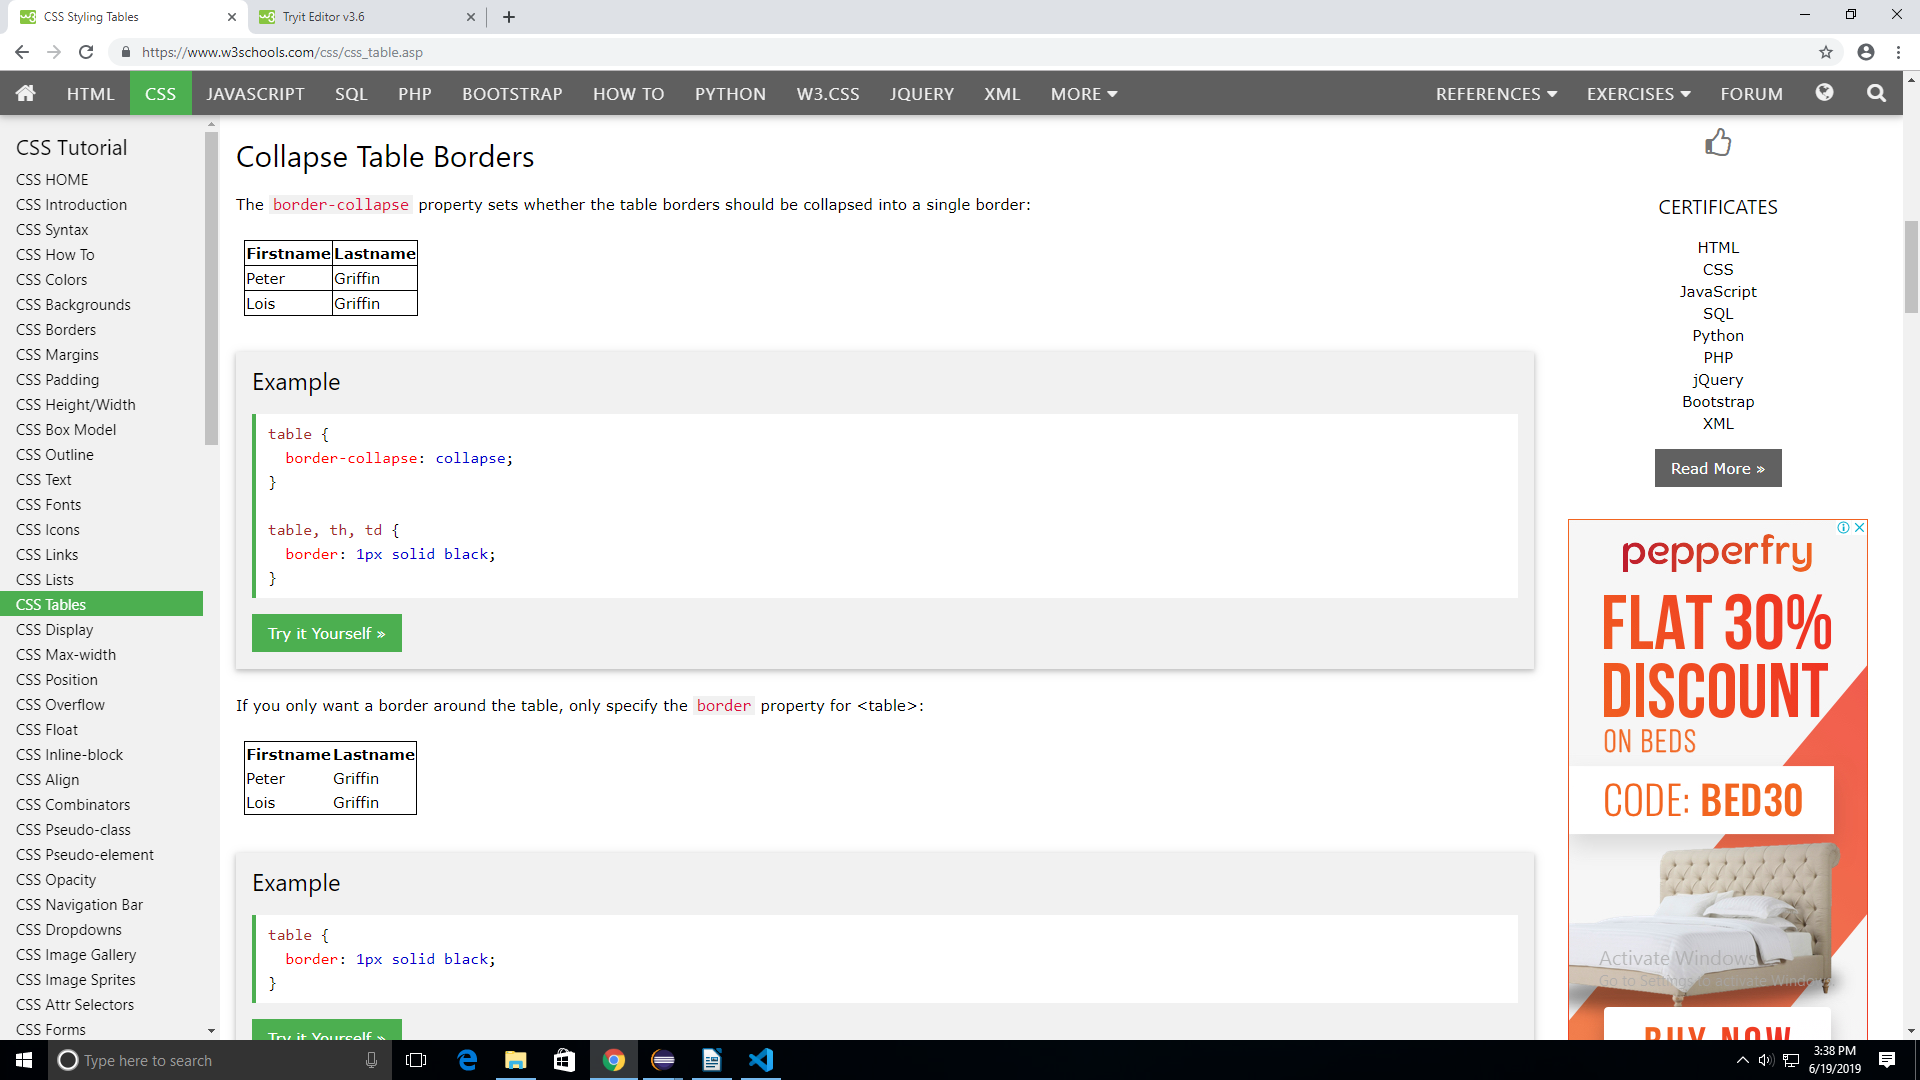 CSS Styling Tables
Tryit Editor v3.6
https://www.w3schools.com/css/css_table.asp
HTML
CSS
JAVASCRIPT
SQL
PHP
BOOTSTRAP
HOW TO
PYTHON
W3.CSS
JQUERY
XML
MORE
REFERENCES
EXERCISES
FORUM
CSS Tutorial
CSS HOME
CSS Introduction
CSS Syntax
CSS How To
CSS Colors
CSS Backgrounds
CSS Borders
CSS Margins
CSS Padding
CSS Height/Width
CSS Box Model
CSS Outline
CSS Text
CSS Fonts
CSS Icons
CSS Links
CSS Lists
CSS Tables
CSS Display
CSS Max-width
CSS Position
CSS Overflow
CSS Float
CSS Inline-block
CSS Align
CSS Combinators
CSS Pseudo-class
CSS Pseudo-element
CSS Opacity
CSS Navigation Bar
CSS Dropdowns
CSS Image Gallery
CSS Image Sprites
CSS Attr Selectors
CSS Forms
Collapse Table Borders
The border-collapse property sets whether the table borders should be collapsed into a single border:
Firstname Lastname
Peter Griffin
Lois Griffin
Example
table {
  border-collapse: collapse;
}
table, th, td {
  border: 1px solid black;
}
Try it Yourself »
If you only want a border around the table, only specify the border property for <table>:
Firstname Lastname
Peter Griffin
Lois Griffin
Example
table {
  border: 1px solid black;
}
Try it Yourself »
CERTIFICATES
HTML
CSS
JavaScript
SQL
Python
PHP
jQuery
Bootstrap
XML
Read More »
pepperfry
FLAT 30%
DISCOUNT
ON BEDS
CODE: BED30
BUY NOW
Activate Windows
Go to Settings to activate Windows.
Type here to search
3:38 PM
6/19/2019